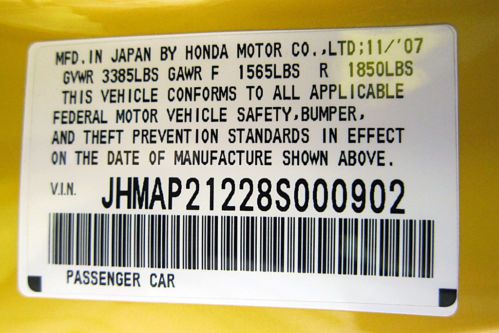 MFD.IN JAPAN BY HONDA MOTOR CO.,LTD;11/'07
GVWR 3385LBS GAWR F 1565LBS R 1850LBS
THIS VEHICLE CONFORMS TO ALL APPLICABLE
FEDERAL MOTOR VEHICLE SAFETY,BUMPER,
AND THEFT PREVENTION STANDARDS IN EFFECT
ON THE DATE OF MANUFACTURE SHOWN ABOVE.
V.I.N. JHMAP21228S000902
PASSENGER CAR